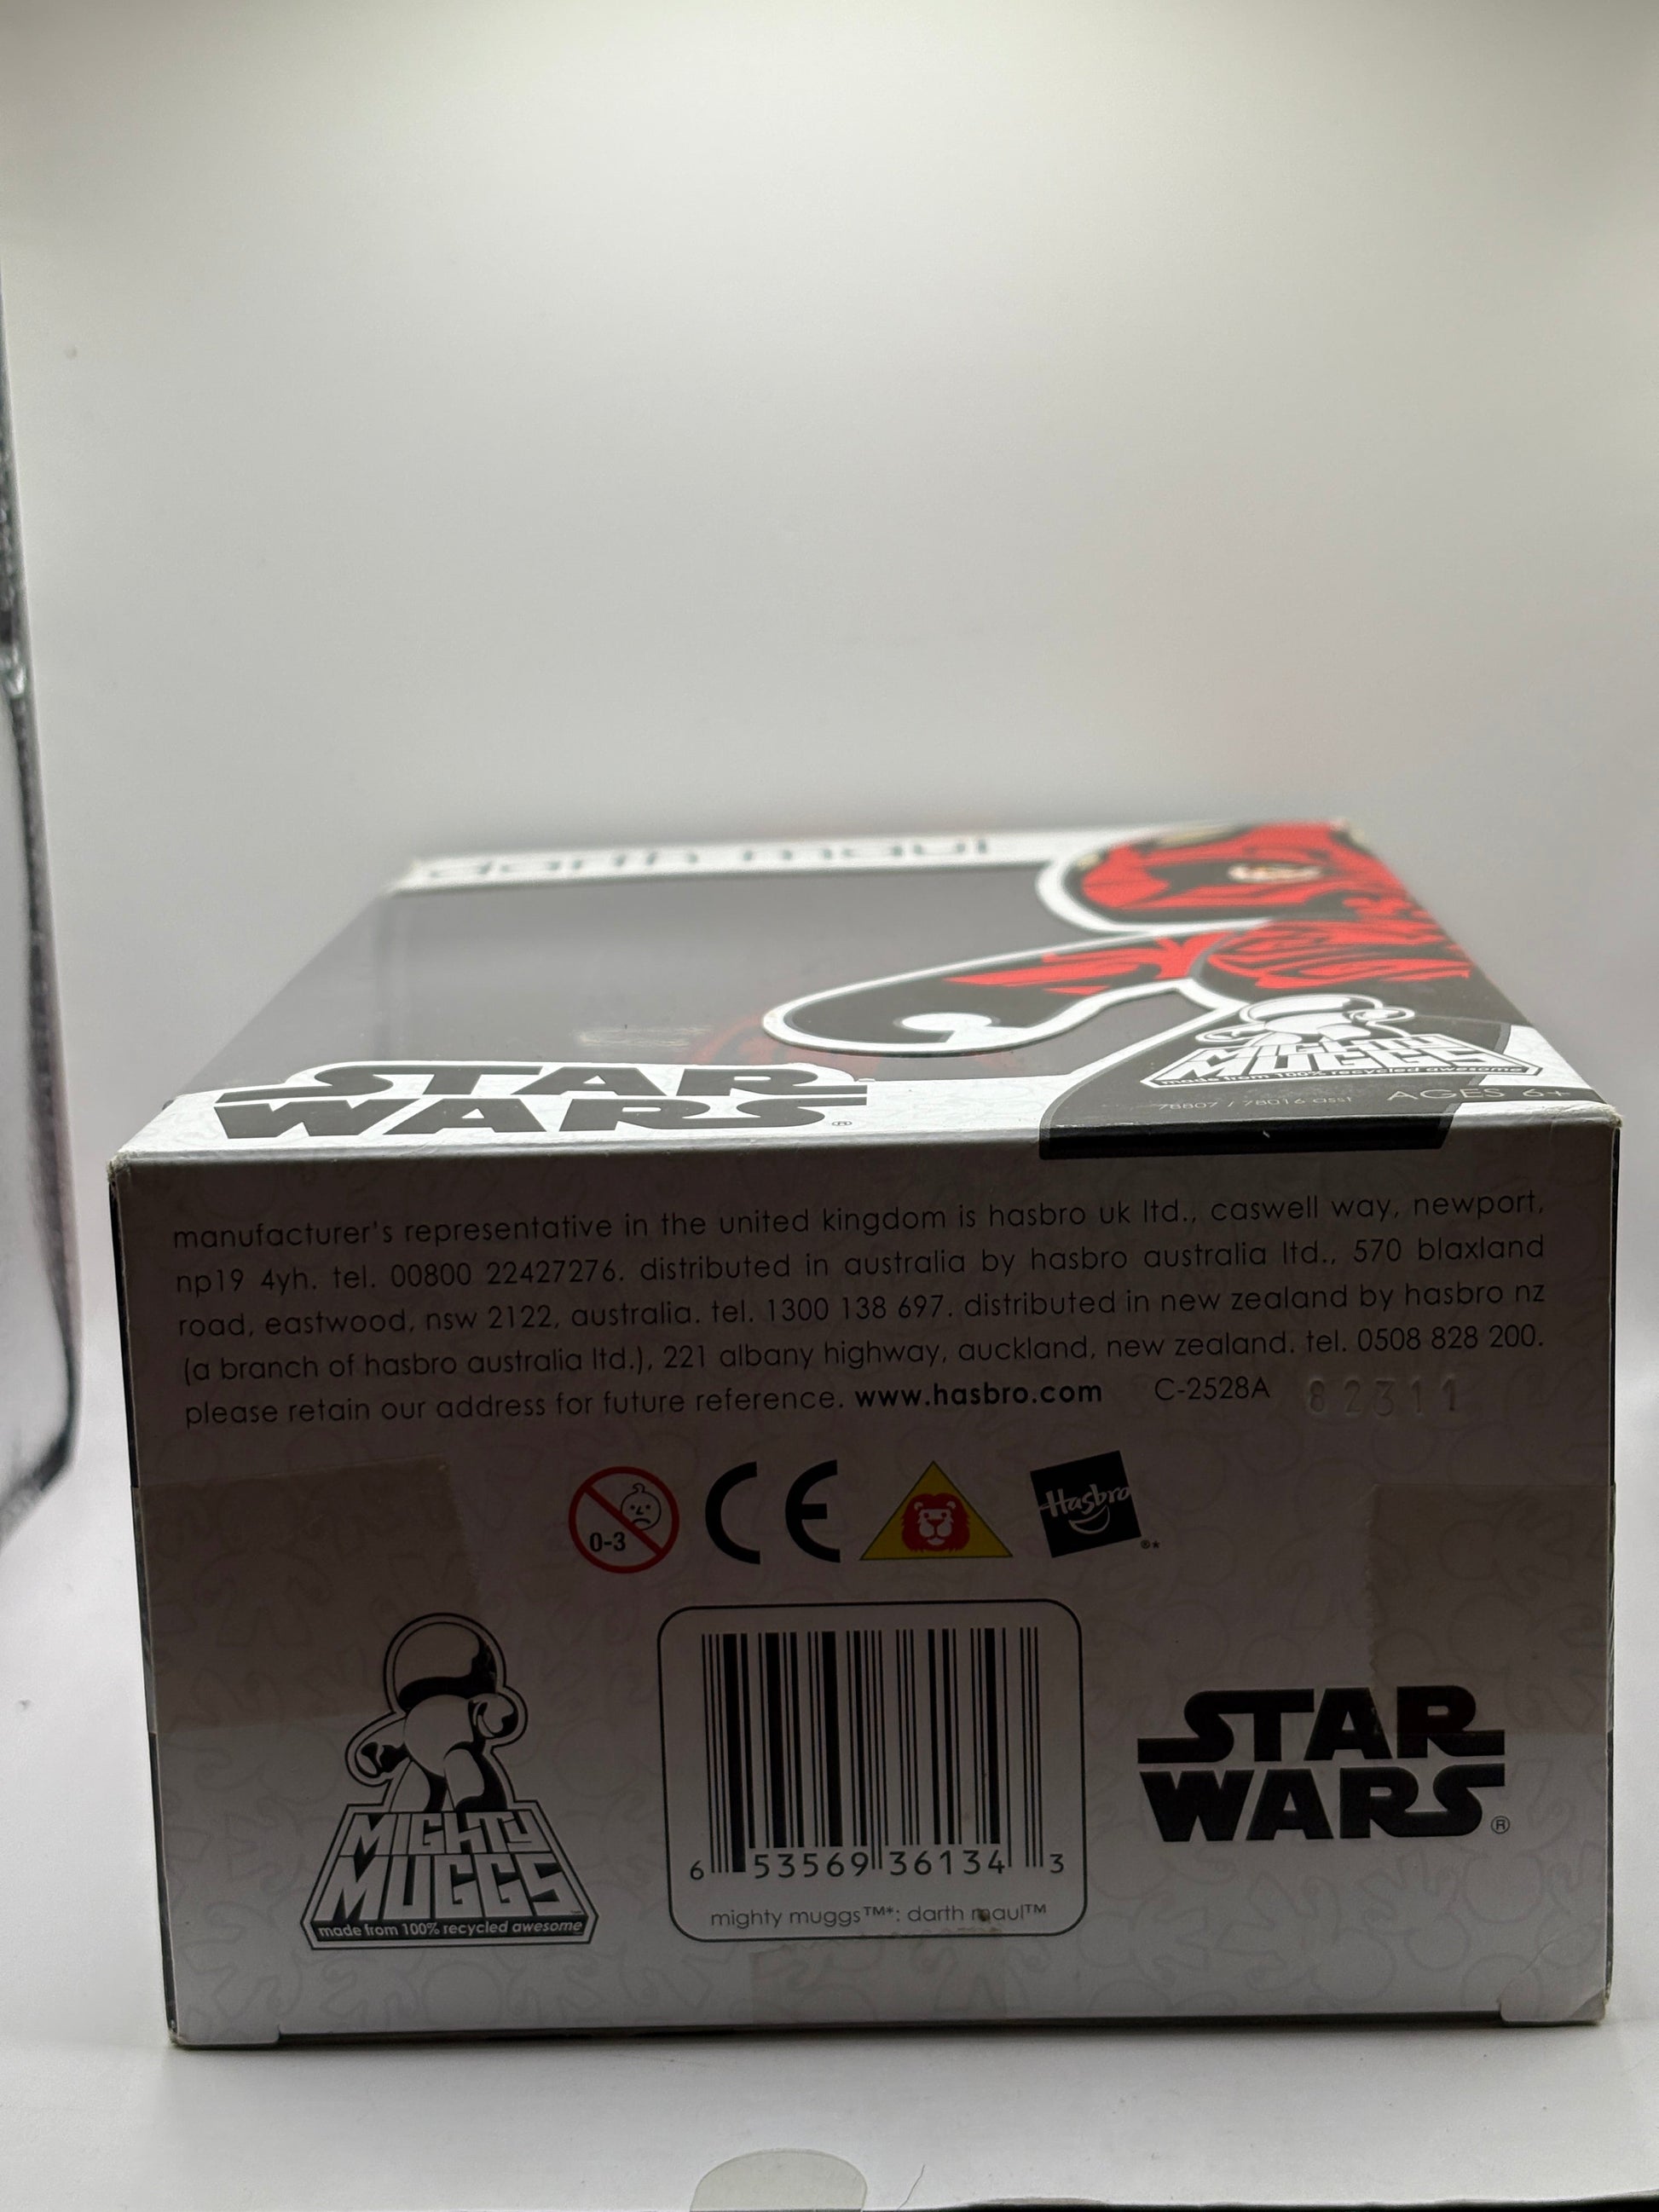 darth maul
STAR
WARS®
MIGHTY
MUGGS
made from 100% recycled awesome
78807 / 78016 asst
AGES 6+
manufacturer's representative in the united kingdom is hasbro uk ltd., caswell way, newport,
np19 4yh. tel. 00800 22427276. distributed in australia by hasbro australia ltd., 570 blaxland
road, eastwood, nsw 2122, australia. tel. 1300 138 697. distributed in new zealand by hasbro nz
(a branch of hasbro australia ltd.), 221 albany highway, auckland, new zealand. tel. 0508 828 200.
please retain our address for future reference. www.hasbro.com C-2528A 82311
0-3
CE
Hasbro
®*
MIGHTY
MUGGS
made from 100% recycled awesome
6 53569 36134 3
mighty muggs™*: darth maul™
STAR
WARS®